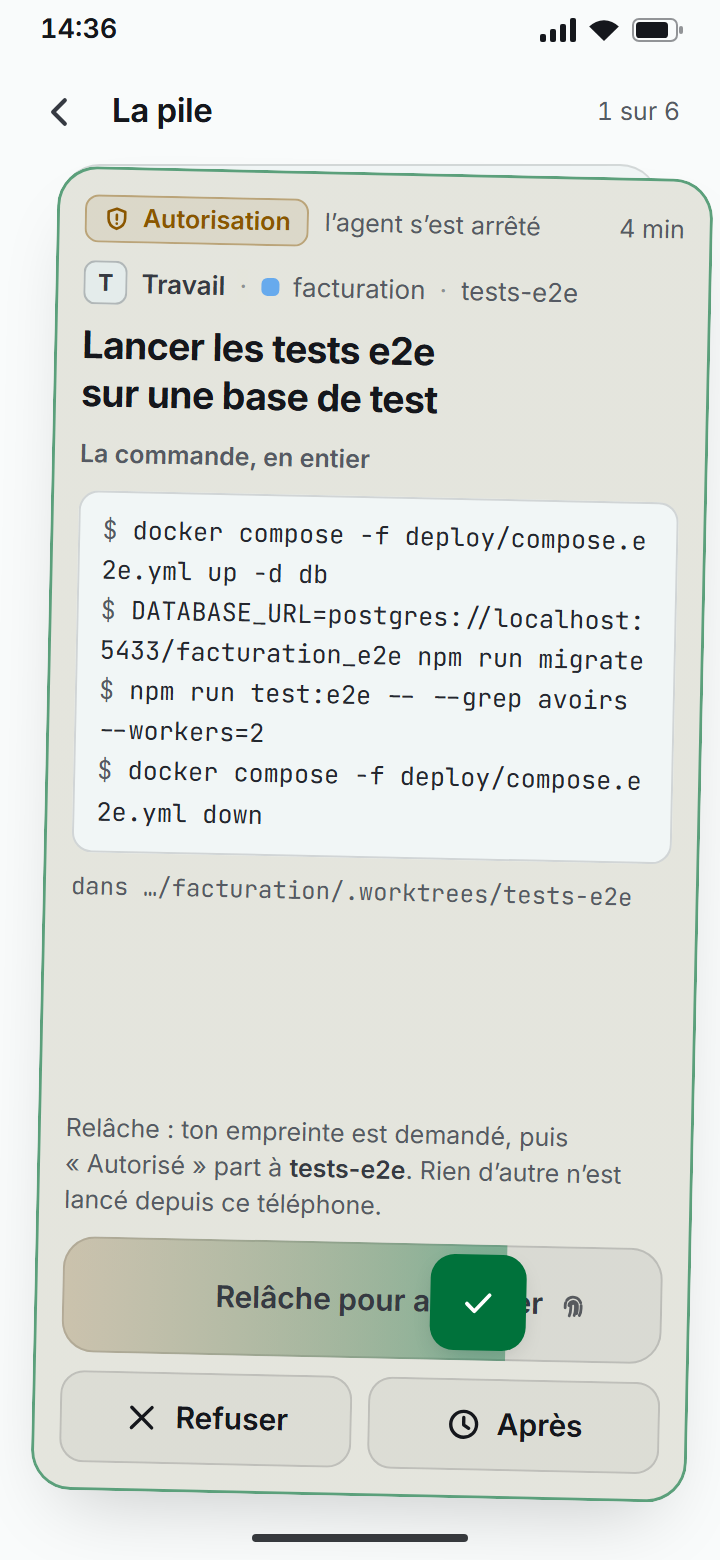 14:36
La pile
1 sur 6
Autorisation
l’agent s’est arrêté
4 min
T Travail · facturation · tests-e2e
Lancer les tests e2e
sur une base de test
La commande, en entier
$ docker compose -f deploy/compose.e
2e.yml up -d db
$ DATABASE_URL=postgres://localhost:
5433/facturation_e2e npm run migrate
$ npm run test:e2e -- --grep avoirs
--workers=2
$ docker compose -f deploy/compose.e
2e.yml down
dans …/facturation/.worktrees/tests-e2e
Relâche : ton empreinte est demandé, puis
« Autorisé » part à tests-e2e. Rien d’autre n’est
lancé depuis ce téléphone.
Relâche pour
Refuser
Après